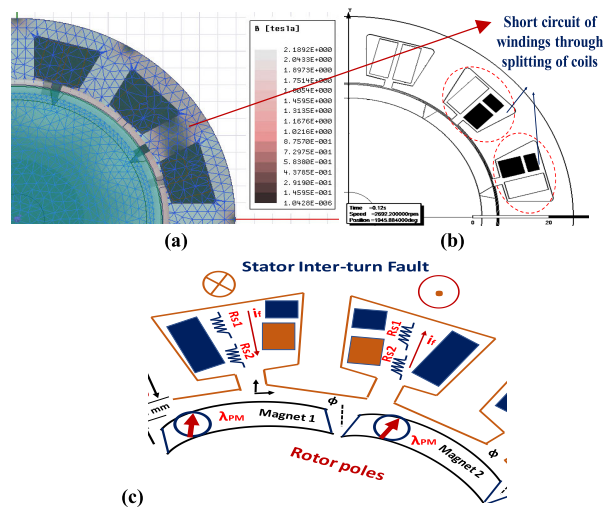 B [tesla]
2.1892E+000
2.0433E+000
1.8973E+000
1.7514E+000
1.6054E+000
1.4595E+000
1.3135E+000
1.1676E+000
1.0216E+000
8.7570E-001
7.2975E-001
5.8380E-001
4.3785E-001
2.9190E-001
1.4595E-001
1.0428E-006
(a)
Short circuit of
windings through
splitting of coils
Time = -0.12s
Speed = -2692.200000rpm
Position = -1945.884000deg
0
10
20
(b)
Stator Inter-turn Fault
Rs1
Rs2
if
Rs1
Rs2
if
mm
ϕ
ϕ
λPM
Magnet 1
λPM
Magnet 2
Rotor poles
(c)